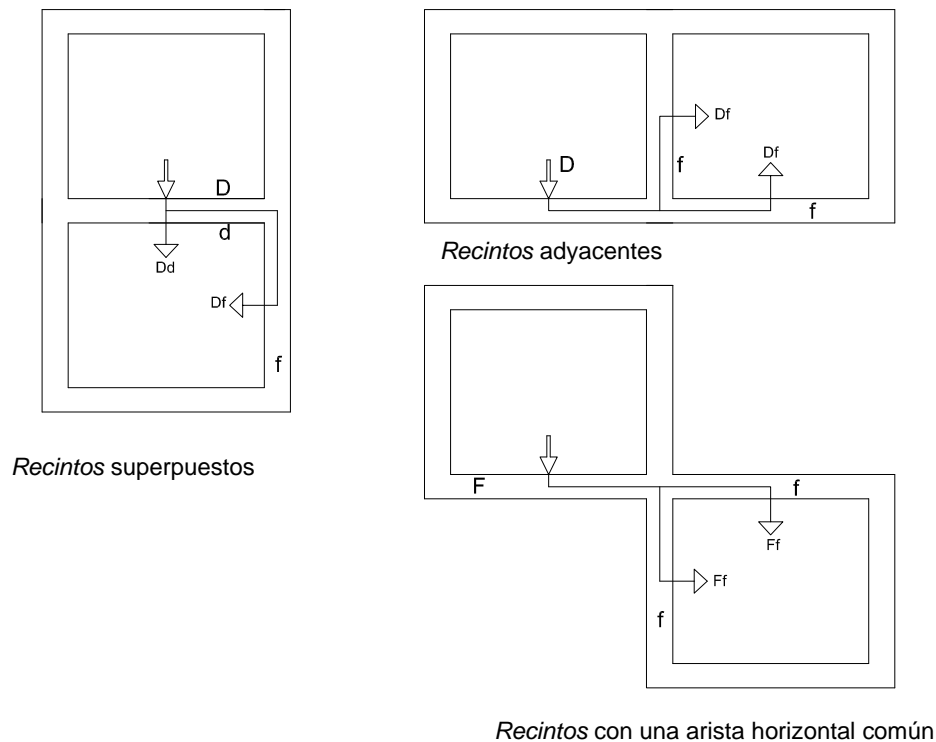 D
d
Dd
Df
f
Recintos superpuestos
D
Df
f
Df
f
Recintos adyacentes
F
f
Ff
Ff
f
Recintos con una arista horizontal común